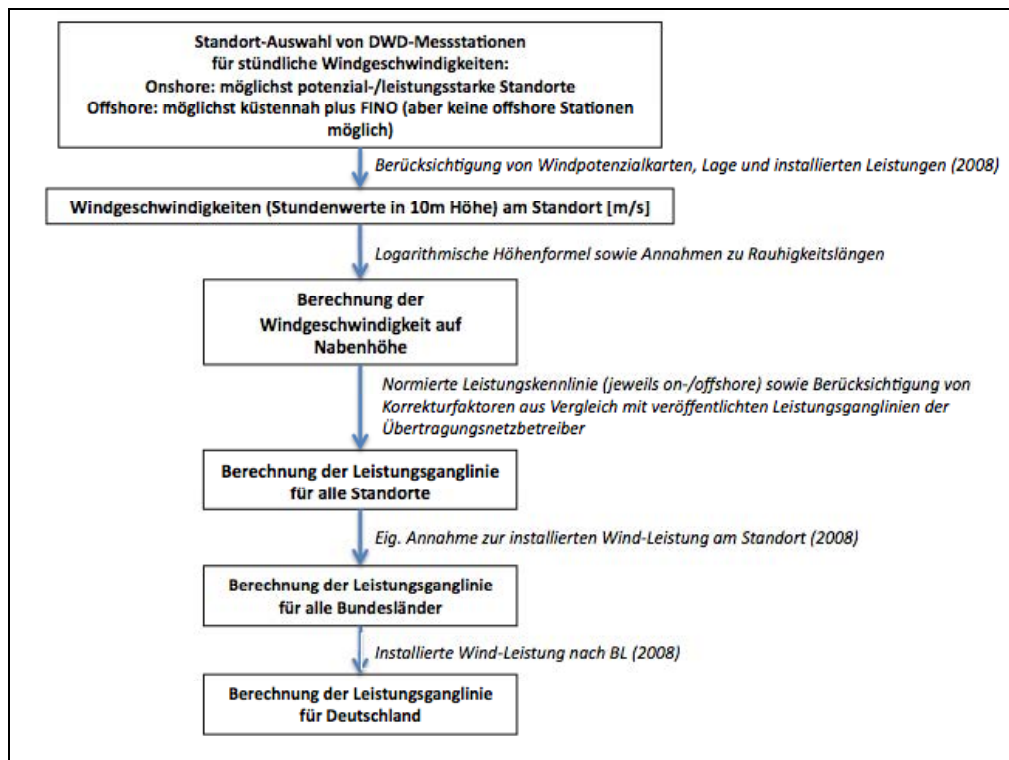 Standort-Auswahl von DWD-Messstationen
für stündliche Windgeschwindigkeiten:
Onshore: möglichst potenzial-/leistungsstarke Standorte
Offshore: möglichst küstennah plus FINO (aber keine offshore Stationen
möglich)
Berücksichtigung von Windpotenzialkarten, Lage und installierten Leistungen (2008)
Windgeschwindigkeiten (Stundenwerte in 10m Höhe) am Standort [m/s]
Logarithmische Höhenformel sowie Annahmen zu Rauhigkeitslängen
Berechnung der
Windgeschwindigkeit auf
Nabenhöhe
Normierte Leistungskennlinie (jeweils on-/offshore) sowie Berücksichtigung von
Korrekturfaktoren aus Vergleich mit veröffentlichten Leistungsganglinien der
Übertragungsnetzbetreiber
Berechnung der Leistungsganglinie
für alle Standorte
Eig. Annahme zur installierten Wind-Leistung am Standort (2008)
Berechnung der Leistungsganglinie
für alle Bundesländer
Installierte Wind-Leistung nach BL (2008)
Berechnung der Leistungsganglinie
für Deutschland